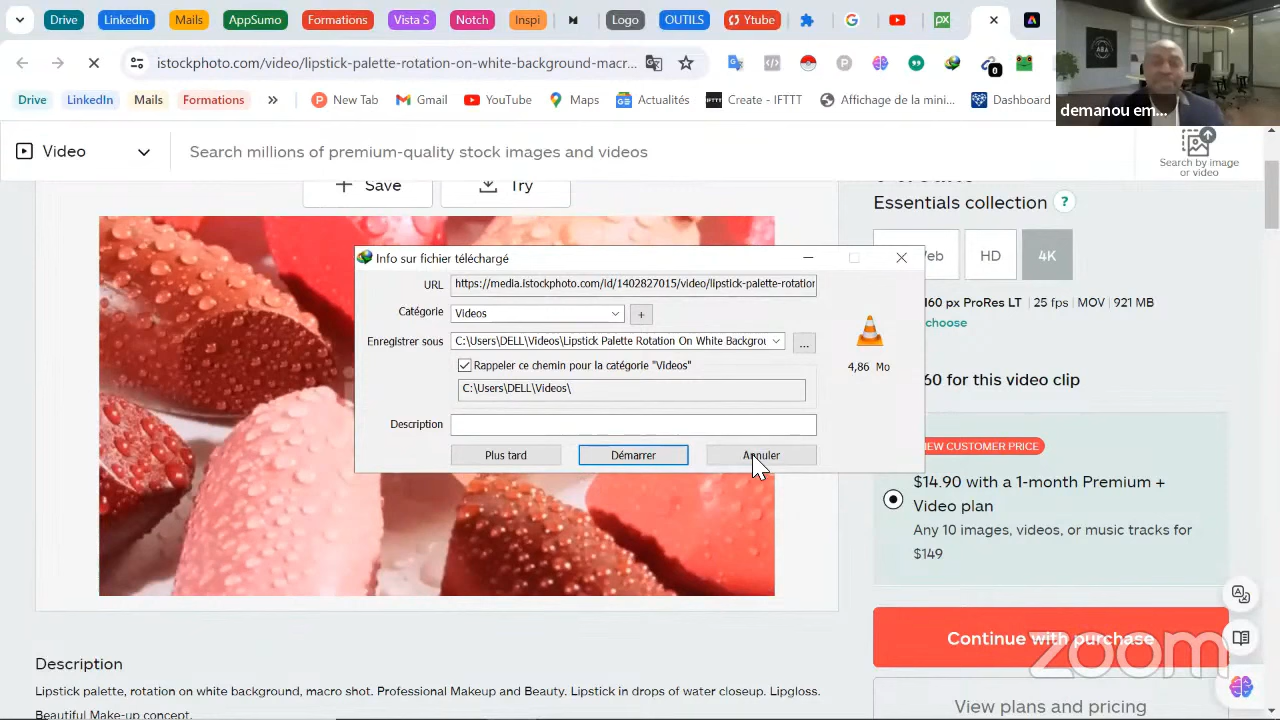 Drive LinkedIn Mails AppSumo Formations Vista S Notch Inspi Logo OUTILS Ytube
istockphoto.com/video/lipstick-palette-rotation-on-white-background-macr...
Drive LinkedIn Mails Formations » New Tab Gmail YouTube Maps Actualités Create - IFTTT Affichage de la mini... Dashboard
ABA
demanou em...
Video
Search millions of premium-quality stock images and videos
Search by image
or video
Save
Try
Essentials collection ?
HD
4K
160 px ProRes LT | 25 fps | MOV | 921 MB
choose
60 for this video clip
EW CUSTOMER PRICE
$14.90 with a 1-month Premium +
Video plan
Any 10 images, videos, or music tracks for
$149
Continue with purchase
View plans and pricing
zoom
Info sur fichier téléchargé
URL
https://media.istockphoto.com/id/1402827015/video/lipstick-palette-rotation
Catégorie
Videos
+
Enregistrer sous
C:\Users\DELL\Videos\Lipstick Palette Rotation On White Backgrou
...
Rappeler ce chemin pour la catégorie "Videos"
C:\Users\DELL\Videos\
Description
4,86 Mo
Plus tard
Démarrer
Annuler
Description
Lipstick palette, rotation on white background, macro shot. Professional Makeup and Beauty. Lipstick in drops of water closeup. Lipgloss.
Beautiful Make-up concept.